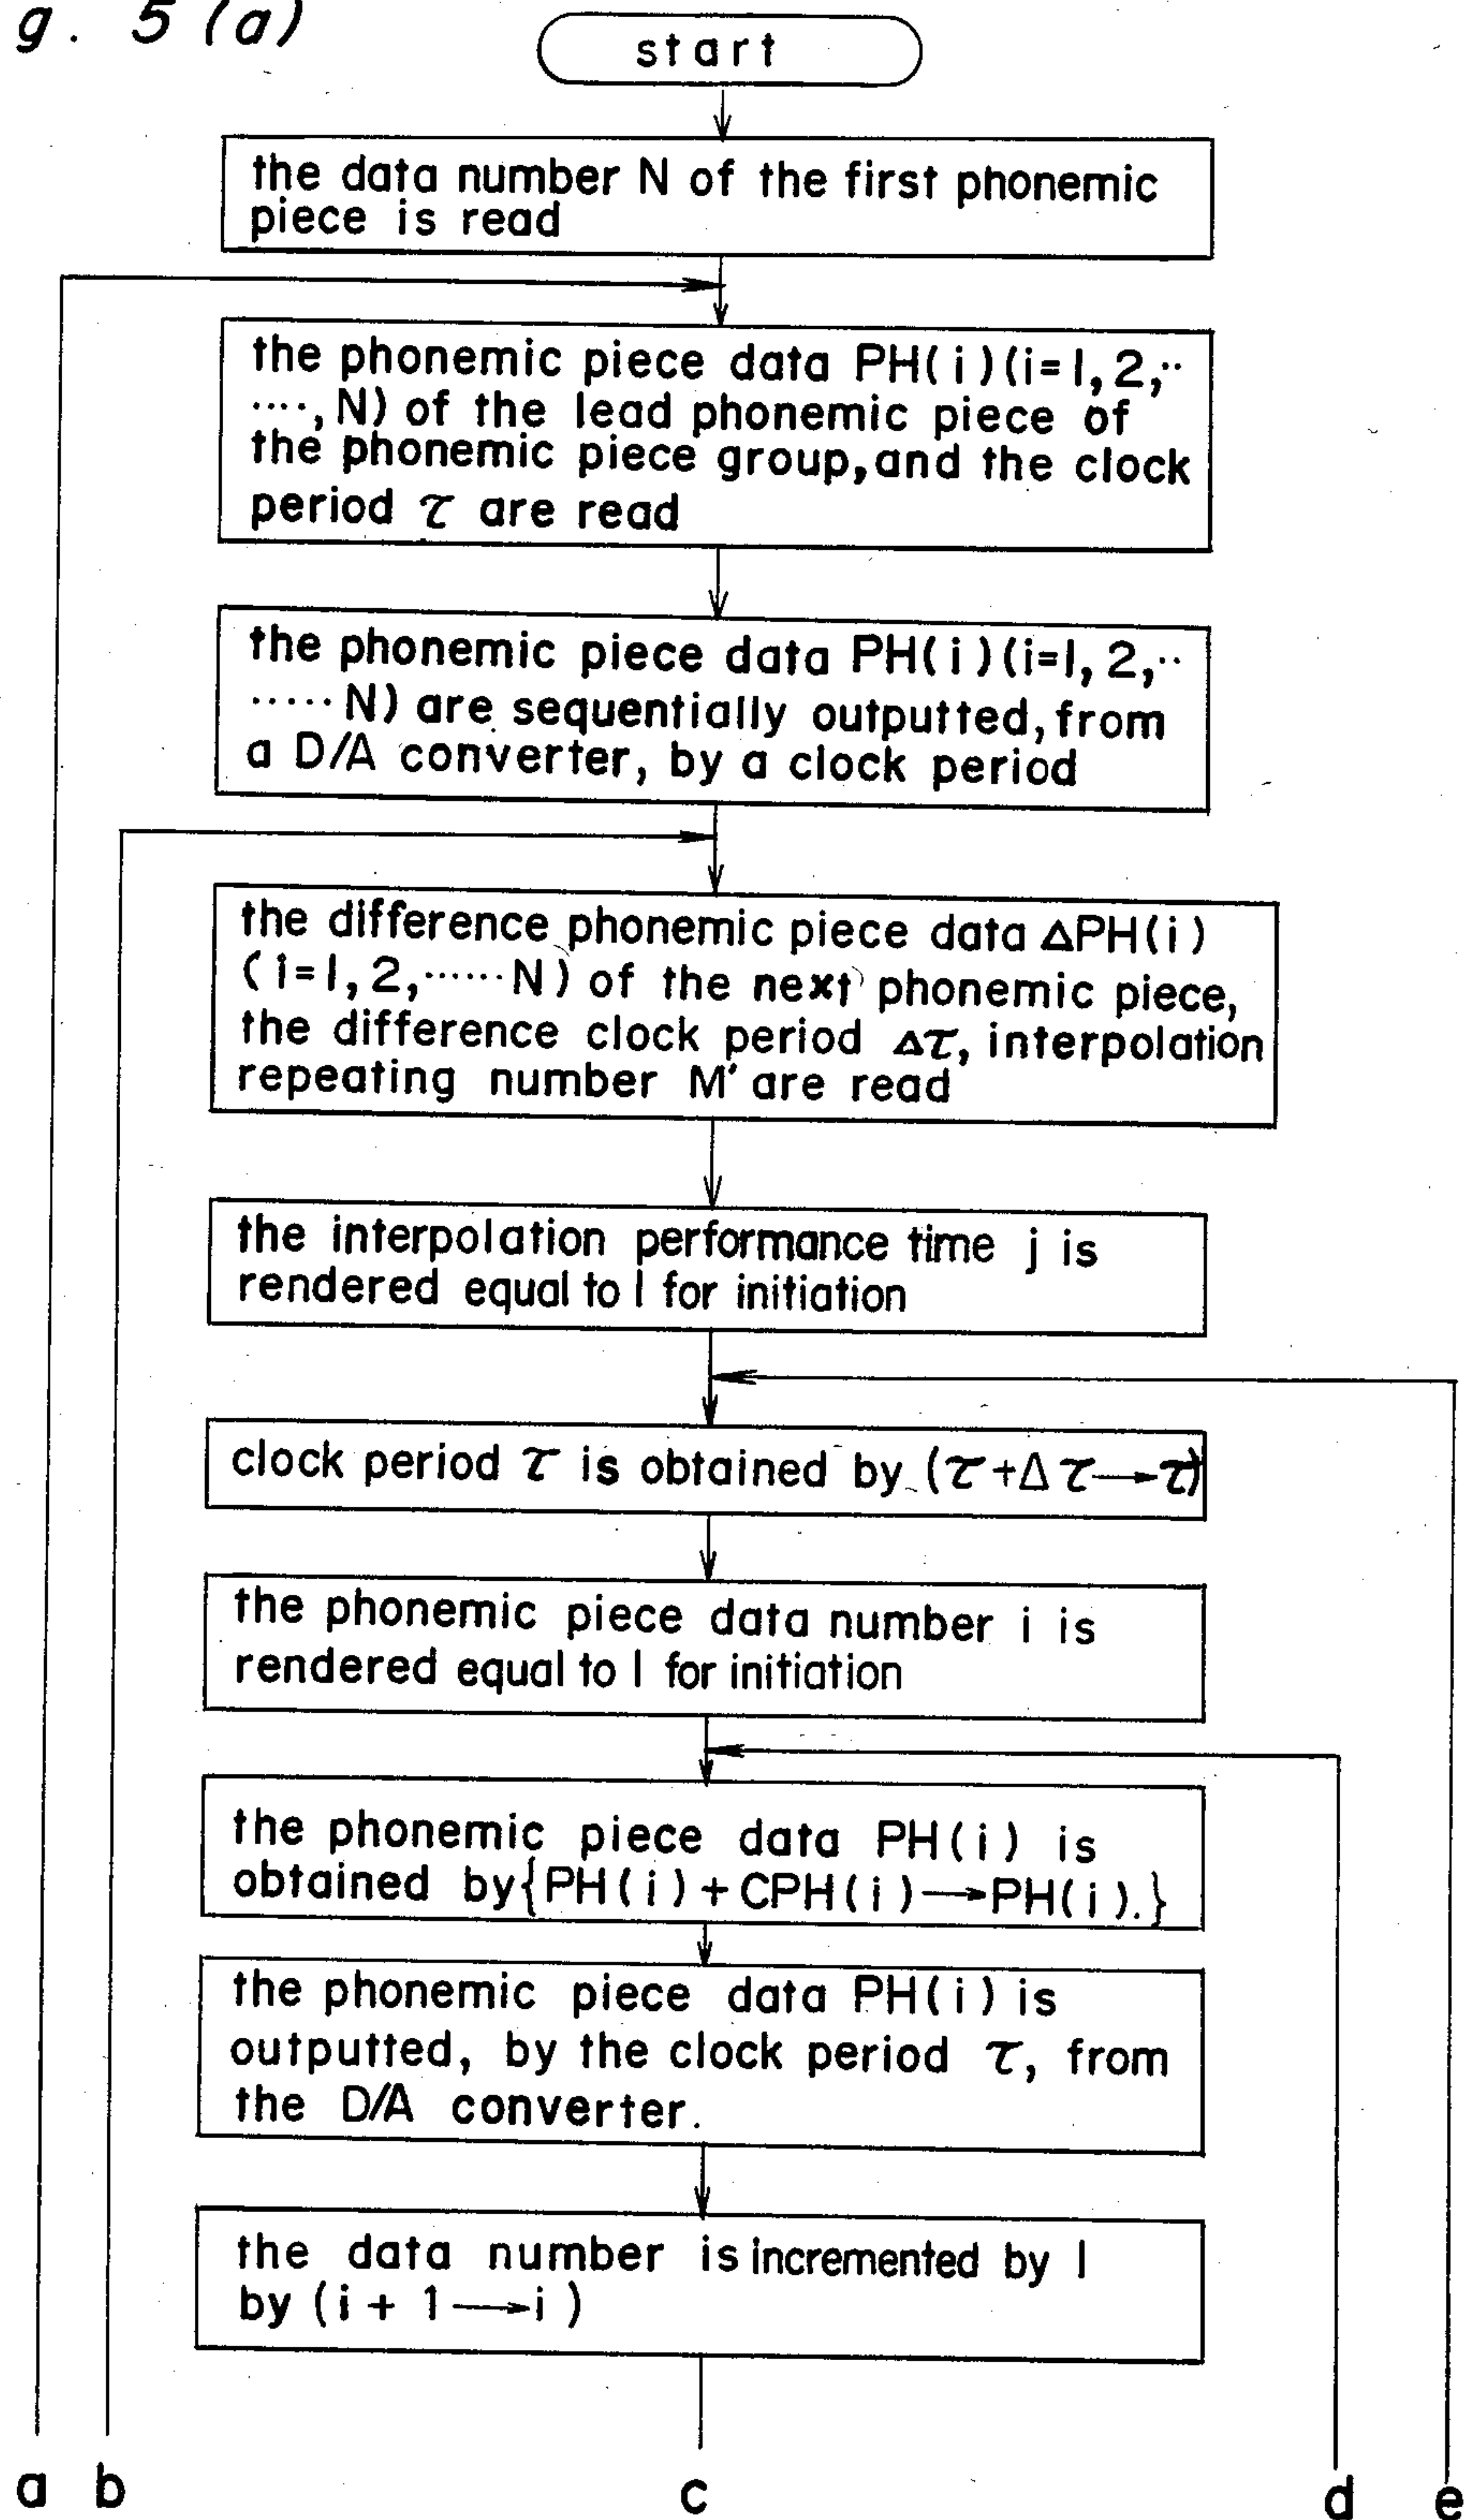 g. 5 (a)
start
the data number N of the first phonemic
piece is read
the phonemic piece data PH(i)(i=1, 2,··
····, N) of the lead phonemic piece of
the phonemic piece group, and the clock
period τ are read
the phonemic piece data PH(i)(i=1, 2,··
····· N) are sequentially outputted, from
a D/A converter, by a clock period
the difference phonemic piece data ΔPH(i)
(i=1, 2,······ N) of the next phonemic piece,
the difference clock period Δτ, interpolation
repeating number M' are read
the interpolation performance time j is
rendered equal to 1 for initiation
clock period τ is obtained by (τ+Δτ→τ)
the phonemic piece data number i is
rendered equal to 1 for initiation
the phonemic piece data PH(i) is
obtained by{PH(i)+CPH(i)→PH(i).}
the phonemic piece data PH(i) is
outputted, by the clock period τ, from
the D/A converter.
the data number is incremented by 1
by (i + 1→i)
a b c d e